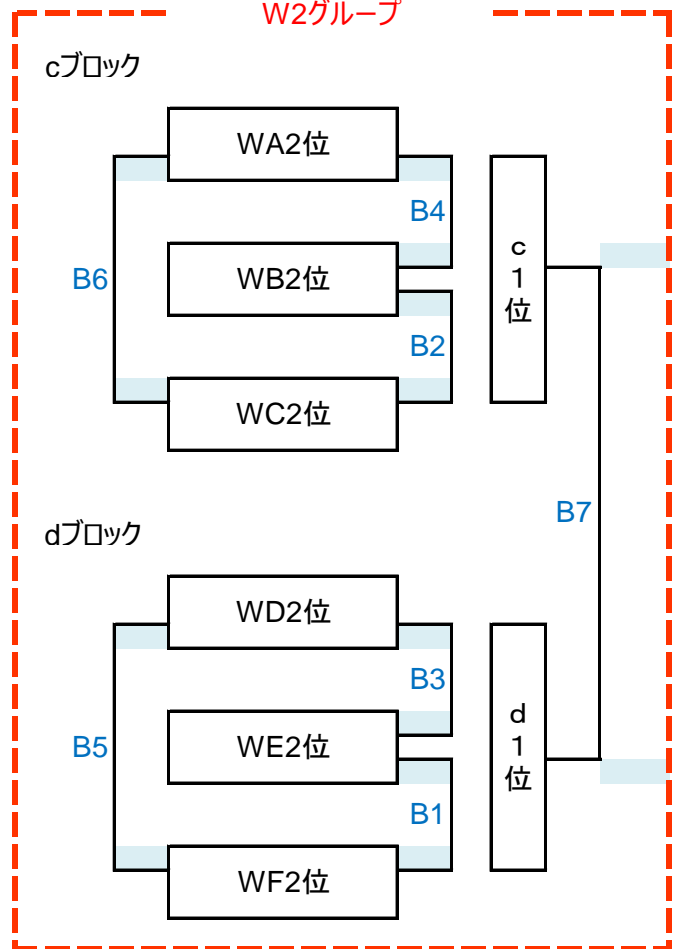 W2グループ
cブロック
WA2位
B4
WB2位
B6
c1位
B2
WC2位
B7
dブロック
WD2位
B3
WE2位
B5
d1位
B1
WF2位